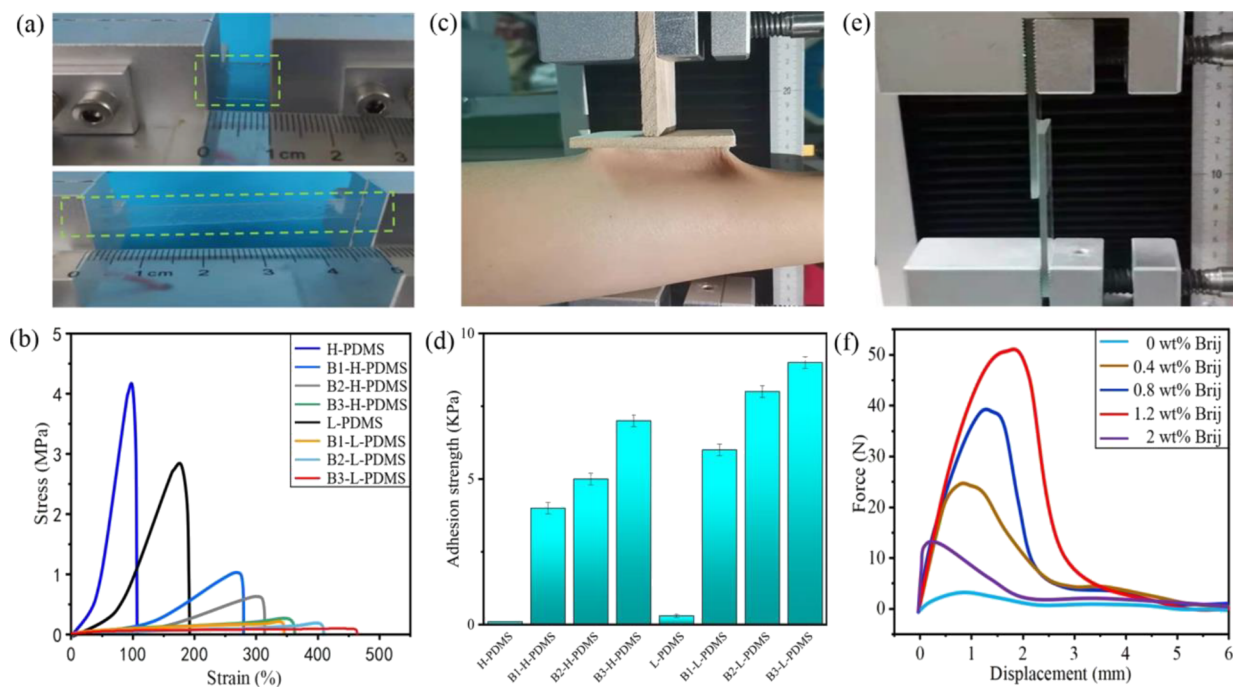 (a)
0 1cm 2 3
0 1cm 2 3 4 5
(b)
5
4
3
2
1
0
Stress (MPa)
0 100 200 300 400 500
Strain (%)
H-PDMS
B1-H-PDMS
B2-H-PDMS
B3-H-PDMS
L-PDMS
B1-L-PDMS
B2-L-PDMS
B3-L-PDMS
(c)
20
(d)
10
5
0
Adhesion strength (KPa)
H-PDMS
B1-H-PDMS
B2-H-PDMS
B3-H-PDMS
L-PDMS
B1-L-PDMS
B2-L-PDMS
B3-L-PDMS
(e)
10
(f)
50
40
30
20
10
0
Force (N)
0 1 2 3 4 5 6
Displacement (mm)
0 wt% Brij
0.4 wt% Brij
0.8 wt% Brij
1.2 wt% Brij
2 wt% Brij